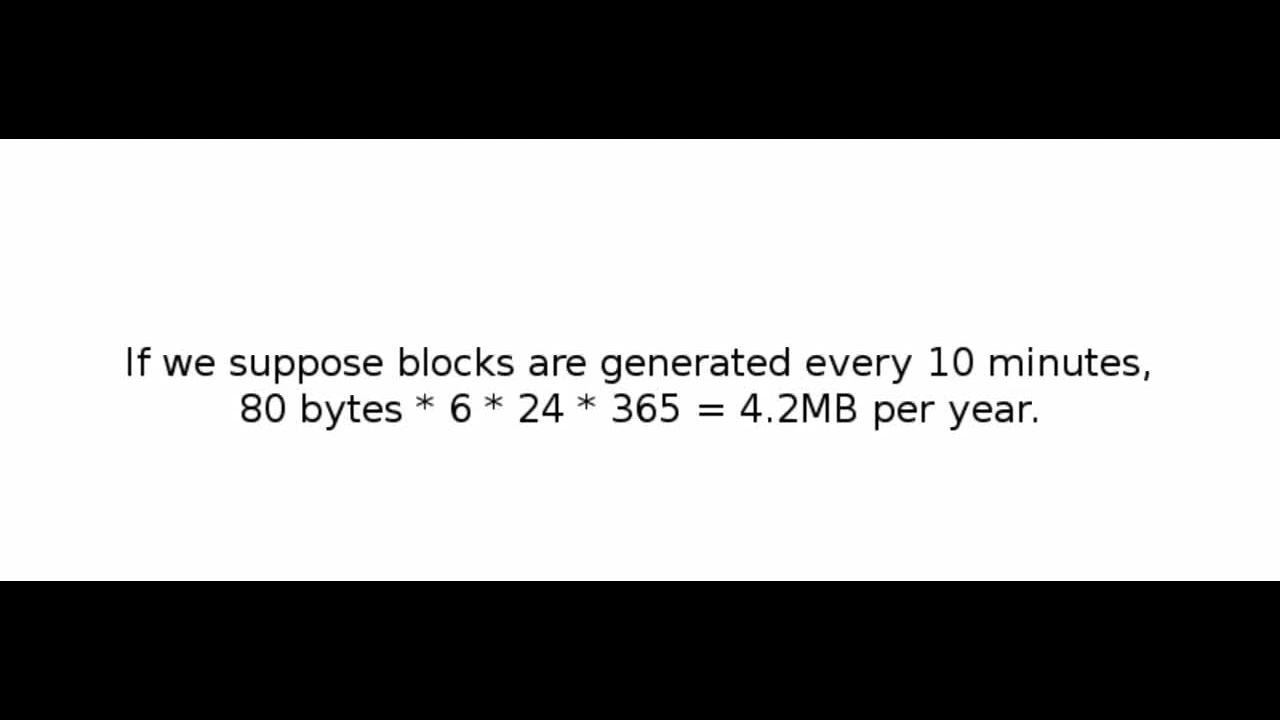 If we suppose blocks are generated every 10 minutes,
80 bytes * 6 * 24 * 365 = 4.2MB per year.